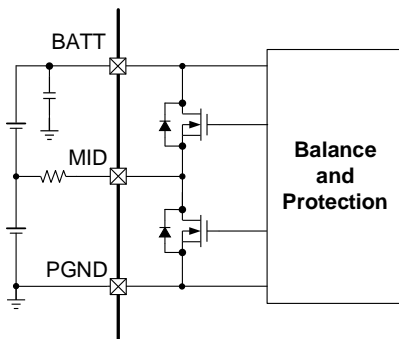 BATT
MID
PGND
Balance
and
Protection